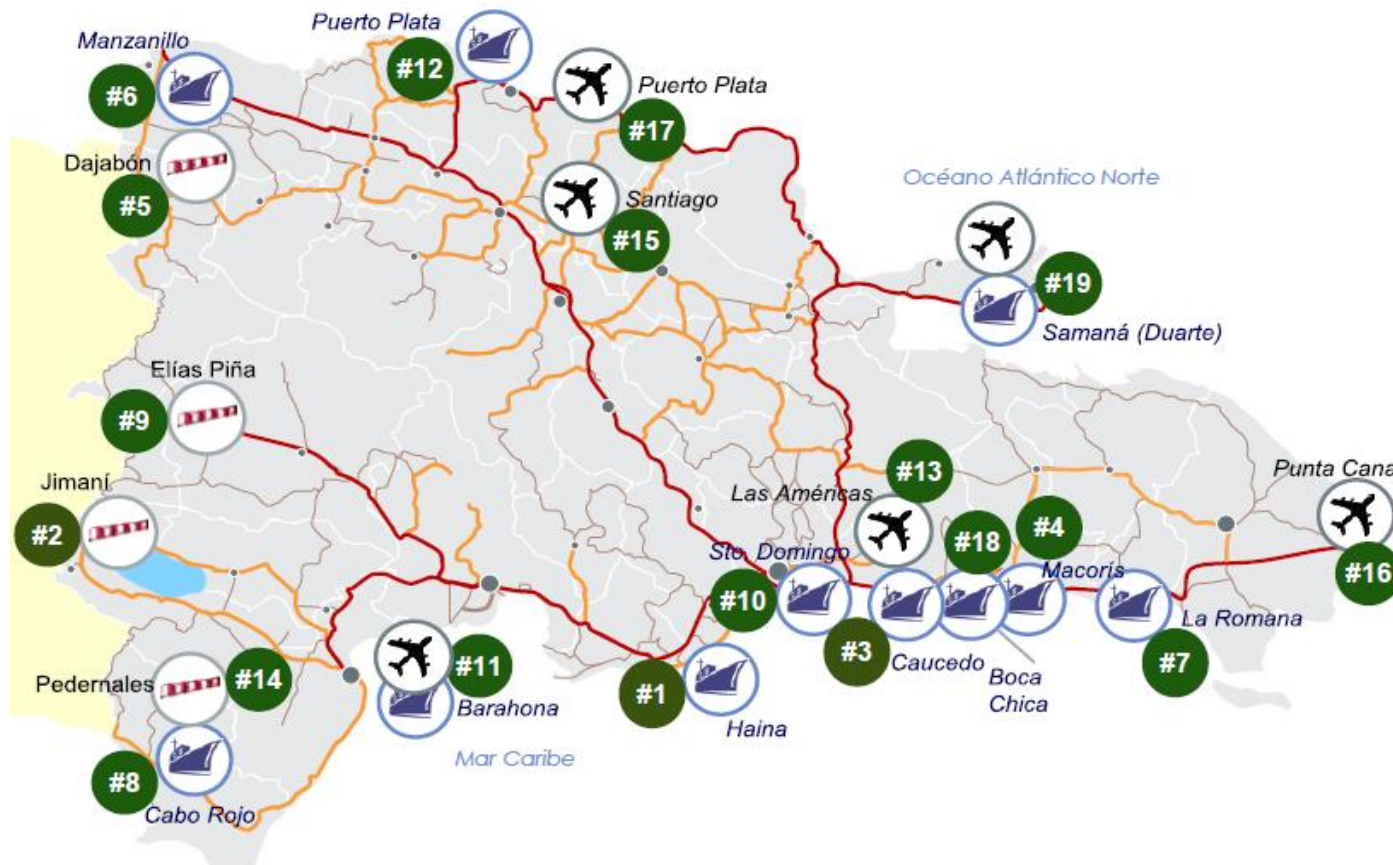 Puerto Plata
Manzanillo
#12
#6
Puerto Plata
#17
Dajabón
#5
Santiago
#15
Océano Atlántico Norte
#19
Samaná (Duarte)
Elías Piña
#9
Jimaní
#2
#13
Las Américas
Punta Cana
#18
#4
Sto. Domingo
Macorís
#16
#10
La Romana
#3
Caucedo
Boca
Chica
#7
Pedernales
#14
#11
Barahona
#1
Haina
Mar Caribe
#8
Cabo Rojo